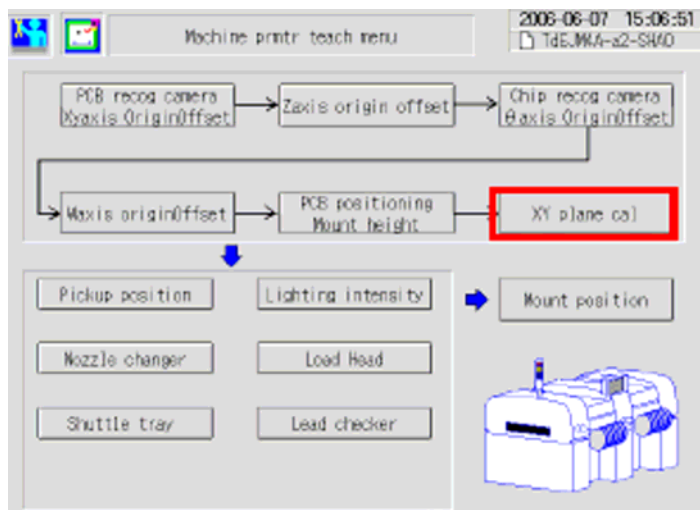 Machine prmtr teach menu
2006-06-07 15:06:51
PCB recog camera
Xyaxis OriginOffset
Zaxis origin offset
Chip recog camera
θaxis OriginOffset
Waxis originOffset
PCB positioning
Mount height
XY plane cal
Pickup position
Lighting intensity
Mount position
Nozzle changer
Load Head
Shuttle tray
Lead checker